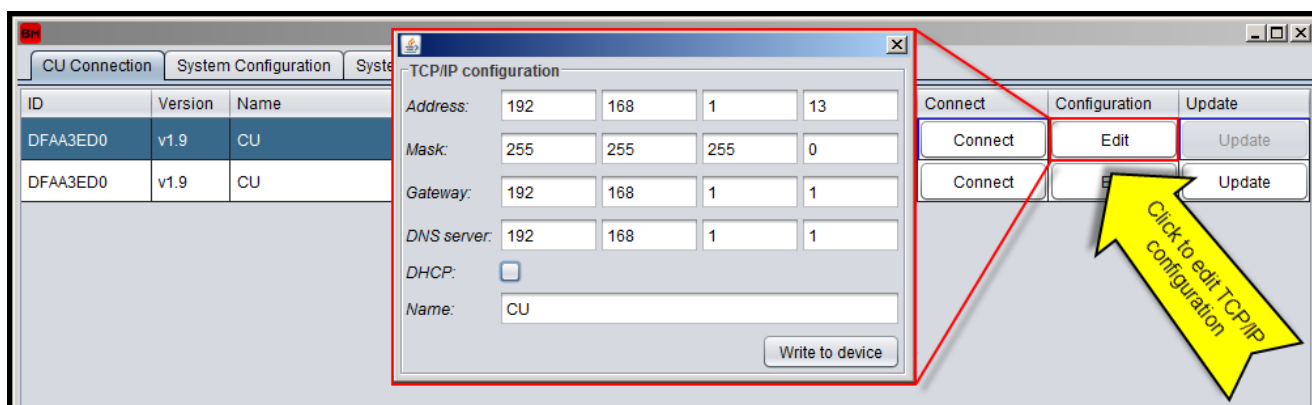 BH
CU Connection System Configuration Syste
ID Version Name Connect Configuration Update
DFAA3ED0 v1.9 CU Connect Edit Update
DFAA3ED0 v1.9 CU Connect E Update
TCP/IP configuration
Address: 192 168 1 13
Mask: 255 255 255 0
Gateway: 192 168 1 1
DNS server: 192 168 1 1
DHCP:
Name: CU
Write to device
Click to edit TCP/IP
configuration